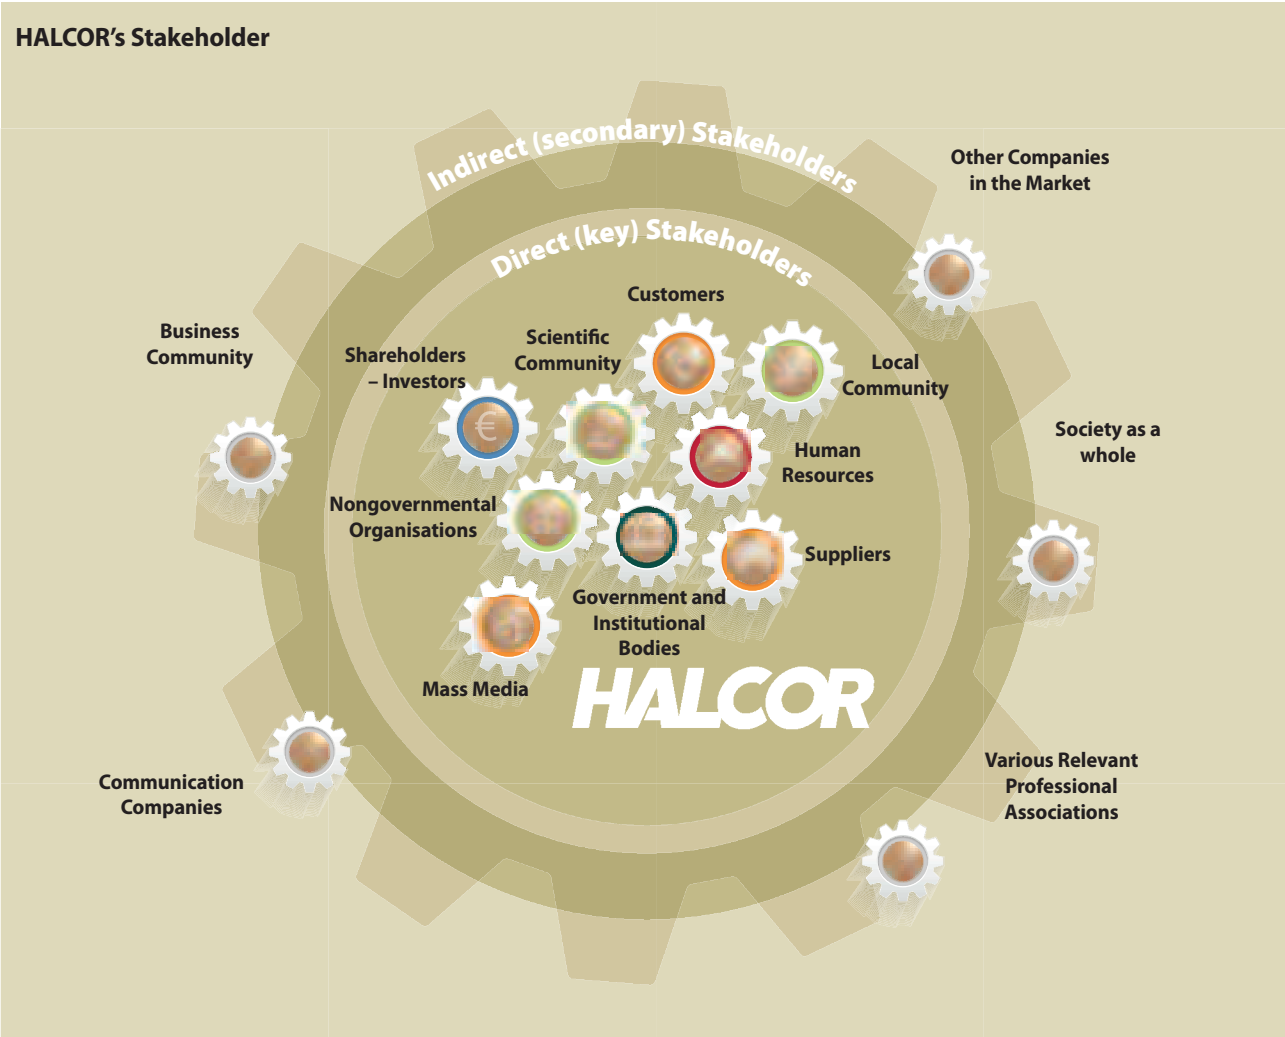 HALCOR’s Stakeholder
Indirect (secondary) Stakeholders
Other Companies
in the Market
Direct (key) Stakeholders
Customers
Business
Community
Scientific
Community
Shareholders
– Investors
Local
Community
Society as a
whole
Human
Resources
€
Nongovernmental
Organisations
Suppliers
Government and
Institutional
Bodies
Mass Media
HALCOR
Communication
Companies
Various Relevant
Professional
Associations